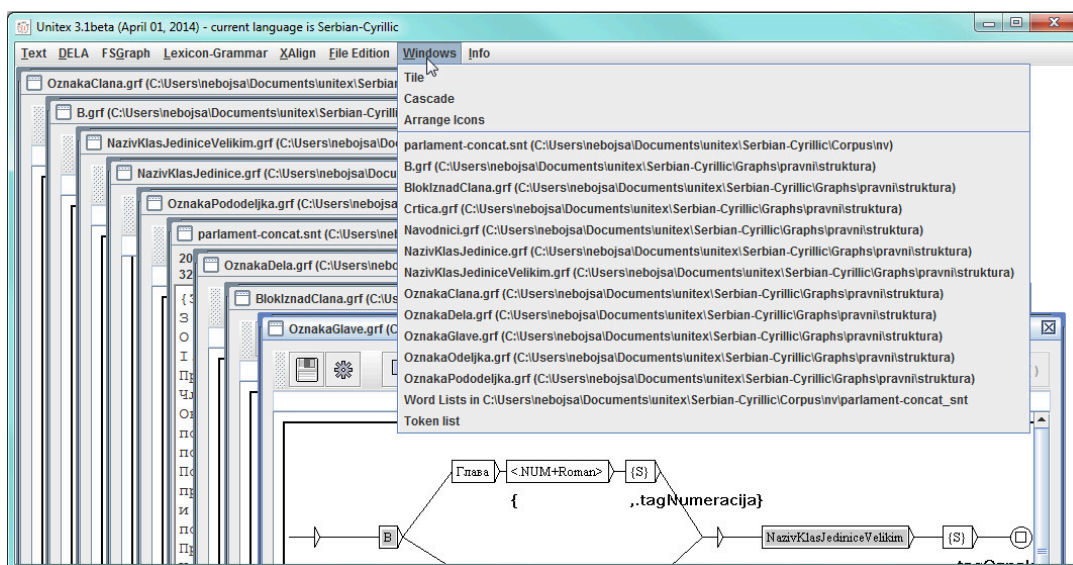 Unitex 3.1beta (April 01, 2014) - current language is Serbian-Cyrillic
Text DELA FSGraph Lexicon-Grammar XAlign File Edition Windows Info
Tile
Cascade
Arrange Icons
parlament-concat.snt (C:\Users\nebojsa\Documents\unitex\Serbian-Cyrillic\Corpus\nv)
B.grf (C:\Users\nebojsa\Documents\unitex\Serbian-Cyrillic\Graphs\pravni\struktura)
BlokIznadClana.grf (C:\Users\nebojsa\Documents\unitex\Serbian-Cyrillic\Graphs\pravni\struktura)
Crtica.grf (C:\Users\nebojsa\Documents\unitex\Serbian-Cyrillic\Graphs\pravni\struktura)
Navodnici.grf (C:\Users\nebojsa\Documents\unitex\Serbian-Cyrillic\Graphs\pravni\struktura)
NazivKlasJedinice.grf (C:\Users\nebojsa\Documents\unitex\Serbian-Cyrillic\Graphs\pravni\struktura)
NazivKlasJediniceVelikim.grf (C:\Users\nebojsa\Documents\unitex\Serbian-Cyrillic\Graphs\pravni\struktura)
OznakaClana.grf (C:\Users\nebojsa\Documents\unitex\Serbian-Cyrillic\Graphs\pravni\struktura)
OznakaDela.grf (C:\Users\nebojsa\Documents\unitex\Serbian-Cyrillic\Graphs\pravni\struktura)
OznakaGlave.grf (C:\Users\nebojsa\Documents\unitex\Serbian-Cyrillic\Graphs\pravni\struktura)
OznakaOdeljka.grf (C:\Users\nebojsa\Documents\unitex\Serbian-Cyrillic\Graphs\pravni\struktura)
OznakaPododeljka.grf (C:\Users\nebojsa\Documents\unitex\Serbian-Cyrillic\Graphs\pravni\struktura)
Word Lists in C:\Users\nebojsa\Documents\unitex\Serbian-Cyrillic\Corpus\nv\parlament-concat_snt
Token list
OznakaClana.grf (C:\Users\nebojsa\Documents\unitex\Serbian
B.grf (C:\Users\nebojsa\Documents\unitex\Serbian-Cyrilli
NazivKlasJediniceVelikim.grf (C:\Users\nebojsa\Do
NazivKlasJedinice.grf (C:\Users\nebojsa\Docu
OznakaPododeljka.grf (C:\Users\nebojsa
parlament-concat.snt (C:\Users\ne
20
32
OznakaDela.grf (C:\Users\nebo
BlokIznadClana.grf (C:\Us
OznakaGlave.grf (C
Глава <.NUM+Roman> {S}
{ ,.tagNumeracija}
B NazivKlasJediniceVelikim {S}